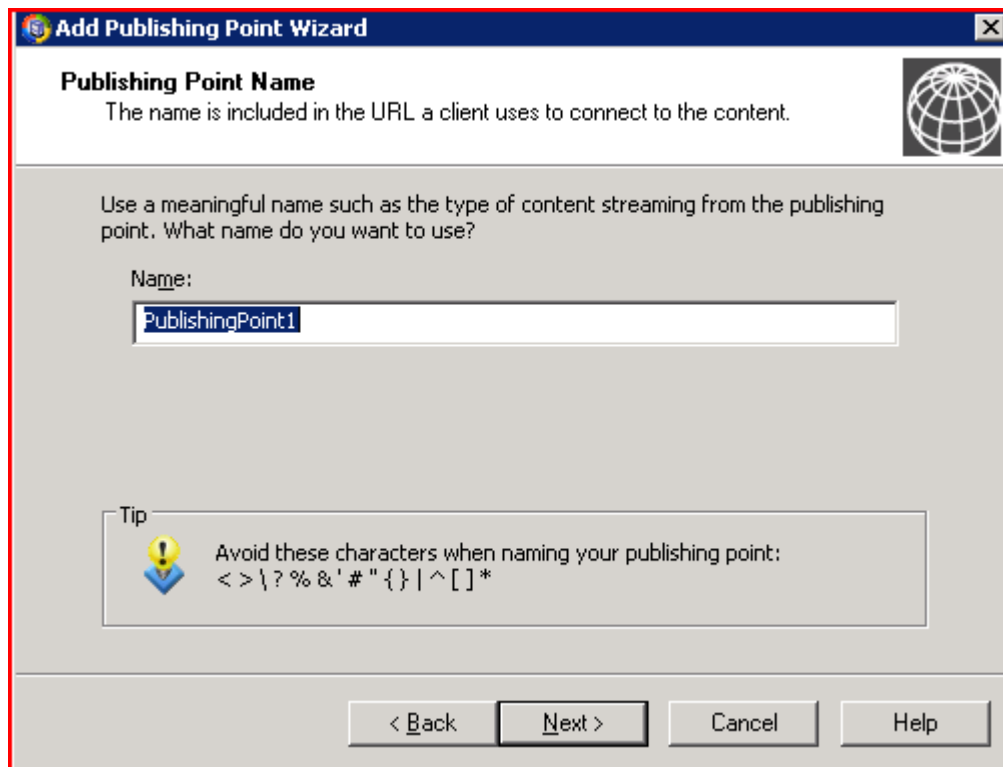 Add Publishing Point Wizard
Publishing Point Name
The name is included in the URL a client uses to connect to the content.
Use a meaningful name such as the type of content streaming from the publishing
point. What name do you want to use?
Name:
PublishingPoint1
Tip
Avoid these characters when naming your publishing point:
< > \ ? % & ' # " { } | ^ [ ] *
< Back
Next >
Cancel
Help